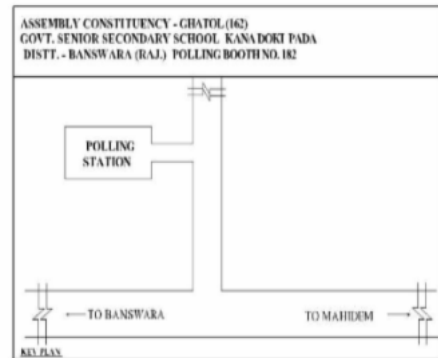 ASSEMBLY CONSTITUENCY - GHATOL (162)
GOVT. SENIOR SECONDARY SCHOOL KANA DOKI PADA
DISTT. - BANSWARA (RAJ.) POLLING BOOTH NO. 182
POLLING
STATION
TO BANSWARA
TO MAHIDEM
KEY PLAN